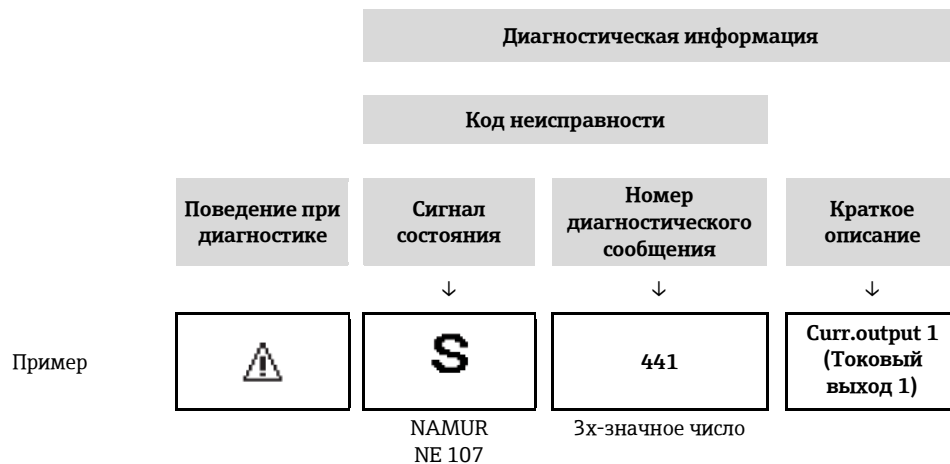 Диагностическая информация
Код неисправности
Поведение при
диагностике
Сигнал
состояния
Номер
диагностического
сообщения
Краткое
описание
↓
↓
↓
Пример
⚠
S
441
Curr.output 1
(Токовый
выход 1)
NAMUR
NE 107
3х-значное число